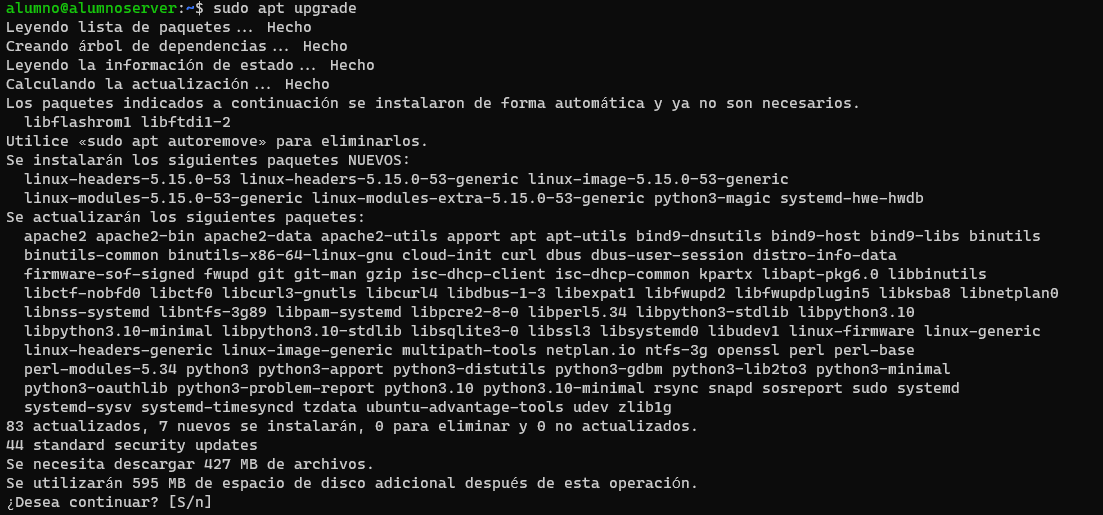 alumno@alumnoserver:~$ sudo apt upgrade
Leyendo lista de paquetes... Hecho
Creando árbol de dependencias... Hecho
Leyendo la información de estado... Hecho
Calculando la actualización... Hecho
Los paquetes indicados a continuación se instalaron de forma automática y ya no son necesarios.
  libflashrom1 libftdi1-2
Utilice «sudo apt autoremove» para eliminarlos.
Se instalarán los siguientes paquetes NUEVOS:
  linux-headers-5.15.0-53 linux-headers-5.15.0-53-generic linux-image-5.15.0-53-generic
  linux-modules-5.15.0-53-generic linux-modules-extra-5.15.0-53-generic python3-magic systemd-hwe-hwdb
Se actualizarán los siguientes paquetes:
  apache2 apache2-bin apache2-data apache2-utils apport apt apt-utils bind9-dnsutils bind9-host bind9-libs binutils
  binutils-common binutils-x86-64-linux-gnu cloud-init curl dbus dbus-user-session distro-info-data
  firmware-sof-signed fwupd git git-man gzip isc-dhcp-client isc-dhcp-common kpartx libapt-pkg6.0 libbinutils
  libctf-nobfd0 libctf0 libcurl3-gnutls libcurl4 libdbus-1-3 libexpat1 libfwupd2 libfwupdplugin5 libksba8 libnetplan0
  libnss-systemd libntfs-3g89 libpam-systemd libpcre2-8-0 libperl5.34 libpython3-stdlib libpython3.10
  libpython3.10-minimal libpython3.10-stdlib libsqlite3-0 libssl3 libsystemd0 libudev1 linux-firmware linux-generic
  linux-headers-generic linux-image-generic multipath-tools netplan.io ntfs-3g openssl perl perl-base
  perl-modules-5.34 python3 python3-apport python3-distutils python3-gdbm python3-lib2to3 python3-minimal
  python3-oauthlib python3-problem-report python3.10 python3.10-minimal rsync snapd sosreport sudo systemd
  systemd-sysv systemd-timesyncd tzdata ubuntu-advantage-tools udev zlib1g
83 actualizados, 7 nuevos se instalarán, 0 para eliminar y 0 no actualizados.
44 standard security updates
Se necesita descargar 427 MB de archivos.
Se utilizarán 595 MB de espacio de disco adicional después de esta operación.
¿Desea continuar? [S/n]